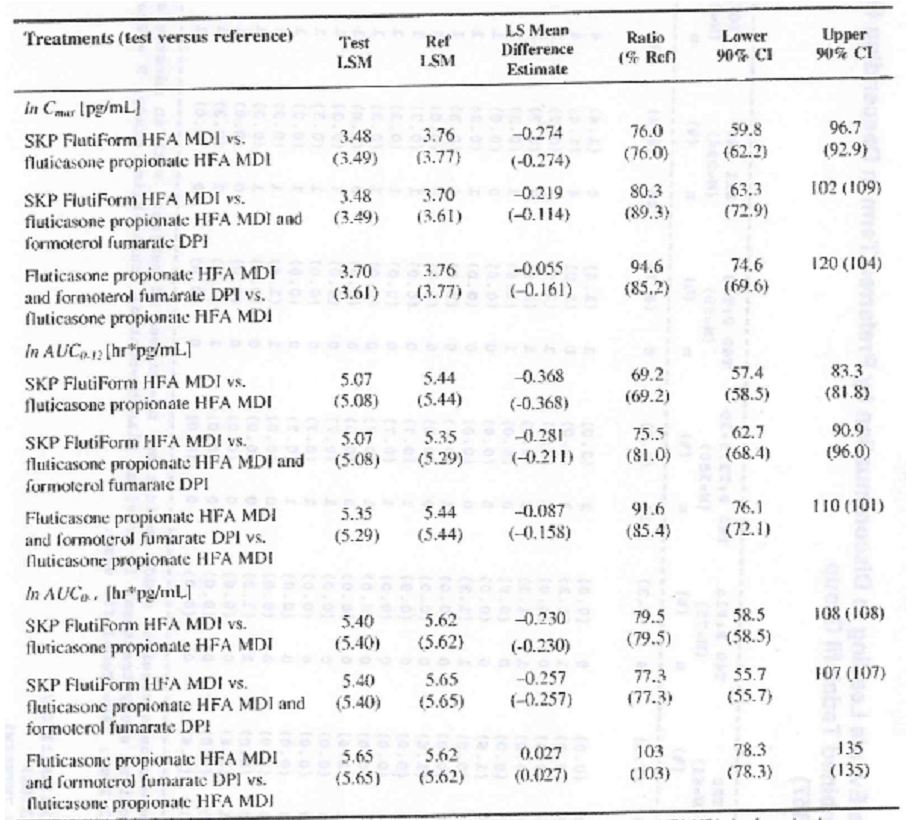 Treatments (test versus reference) Test LSM Ref LSM LS Mean Difference Estimate Ratio (% Ref) Lower 90% CI Upper 90% CI
ln Cmax [pg/mL]
SKP FlutiForm HFA MDI vs. 3.48 3.76 –0.274 76.0 59.8 96.7
fluticasone propionate HFA MDI (3.49) (3.77) (-0.274) (76.0) (62.2) (92.9)
SKP FlutiForm HFA MDI vs. 3.48 3.70 –0.219 80.3 63.3 102 (109)
fluticasone propionate HFA MDI and (3.49) (3.61) (–0.114) (89.3) (72.9)
formoterol fumarate DPI
Fluticasone propionate HFA MDI 3.70 3.76 –0.055 94.6 74.6 120 (104)
and formoterol fumarate DPI vs. (3.61) (3.77) (–0.161) (85.2) (69.6)
fluticasone propionate HFA MDI
ln AUC0-12 [hr*pg/mL]
SKP FlutiForm HFA MDI vs. 5.07 5.44 –0.368 69.2 57.4 83.3
fluticasone propionate HFA MDI (5.08) (5.44) (-0.368) (69.2) (58.5) (81.8)
SKP FlutiForm HFA MDI vs. 5.07 5.35 –0.281 75.5 62.7 90.9
fluticasone propionate HFA MDI and (5.08) (5.29) (–0.211) (81.0) (68.4) (96.0)
formoterol fumarate DPI
Fluticasone propionate HFA MDI 5.35 5.44 –0.087 91.6 76.1 110 (101)
and formoterol fumarate DPI vs. (5.29) (5.44) (–0.158) (85.4) (72.1)
fluticasone propionate HFA MDI
ln AUC0- [hr*pg/mL]
SKP FlutiForm HFA MDI vs. 5.40 5.62 –0.230 79.5 58.5 108 (108)
fluticasone propionate HFA MDI (5.40) (5.62) (-0.230) (79.5) (58.5)
SKP FlutiForm HFA MDI vs. 5.40 5.65 –0.257 77.3 55.7 107 (107)
fluticasone propionate HFA MDI and (5.40) (5.65) (–0.257) (77.3) (55.7)
formoterol fumarate DPI
Fluticasone propionate HFA MDI 5.65 5.62 0.027 103 78.3 135
and formoterol fumarate DPI vs. (5.65) (5.62) (0.027) (103) (78.3) (135)
fluticasone propionate HFA MDI